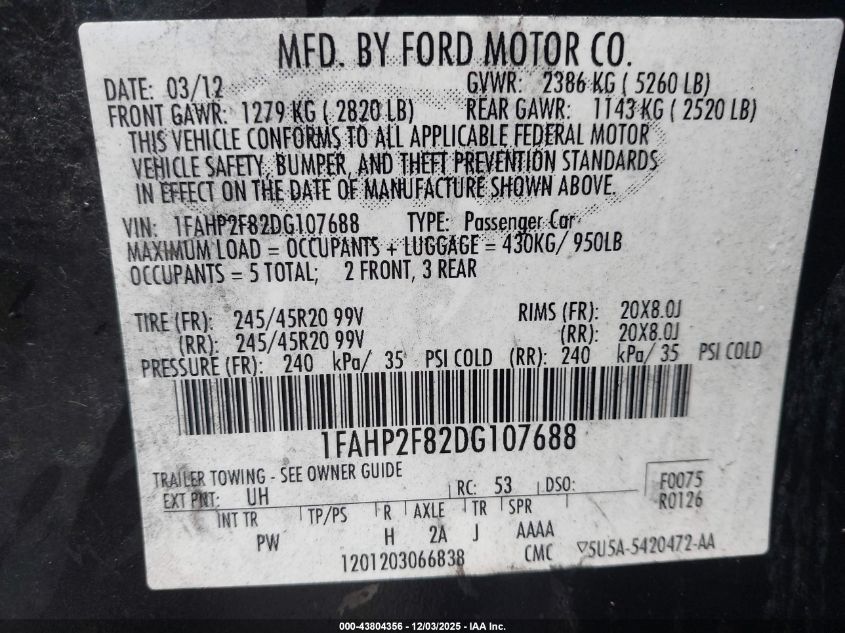 MFD. BY FORD MOTOR CO.
DATE: 03/12 GVWR: 2386 KG ( 5260 LB)
FRONT GAWR: 1279 KG ( 2820 LB) REAR GAWR: 1143 KG ( 2520 LB)
THIS VEHICLE CONFORMS TO ALL APPLICABLE FEDERAL MOTOR
VEHICLE SAFETY, BUMPER, AND THEFT PREVENTION STANDARDS
IN EFFECT ON THE DATE OF MANUFACTURE SHOWN ABOVE.
VIN: 1FAHP2F82DG107688 TYPE: Passenger Car
MAXIMUM LOAD = OCCUPANTS + LUGGAGE = 430KG/ 950LB
OCCUPANTS = 5 TOTAL; 2 FRONT, 3 REAR
TIRE (FR): 245/45R20 99V RIMS (FR): 20X8.0J
(RR): 245/45R20 99V (RR): 20X8.0J
PRESSURE (FR): 240 kPa/ 35 PSI COLD (RR): 240 kPa/ 35 PSI COLD
1FAHP2F82DG107688
TRAILER TOWING - SEE OWNER GUIDE
EXT PNT: UH RC: 53 DSO: F0075
R0126
INT TR TP/PS R AXLE TR SPR
PW H 2A J AAAA
1201203066838 CMC ▽5U5A-5420472-AA
000-43804356 - 12/03/2025 - IAA Inc.